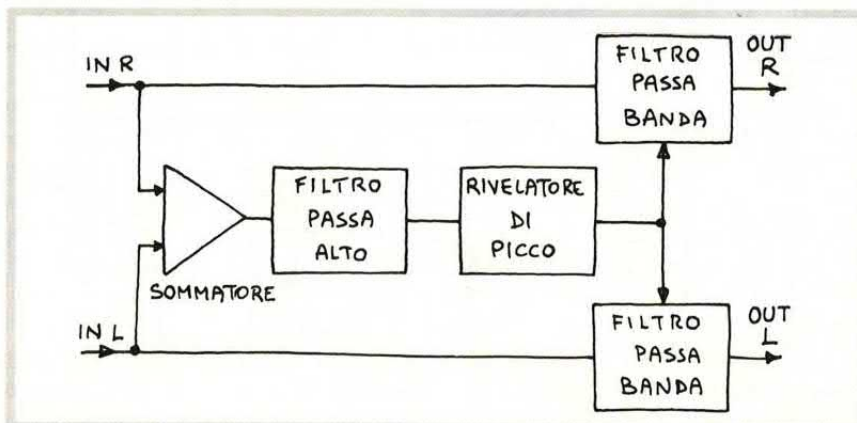 IN R
FILTRO
PASSA
BANDA
OUT
R
FILTRO
PASSA
ALTO
RIVELATORE
DI
PICCO
SOMMATORE
IN L
FILTRO
PASSA
BANDA
OUT
L